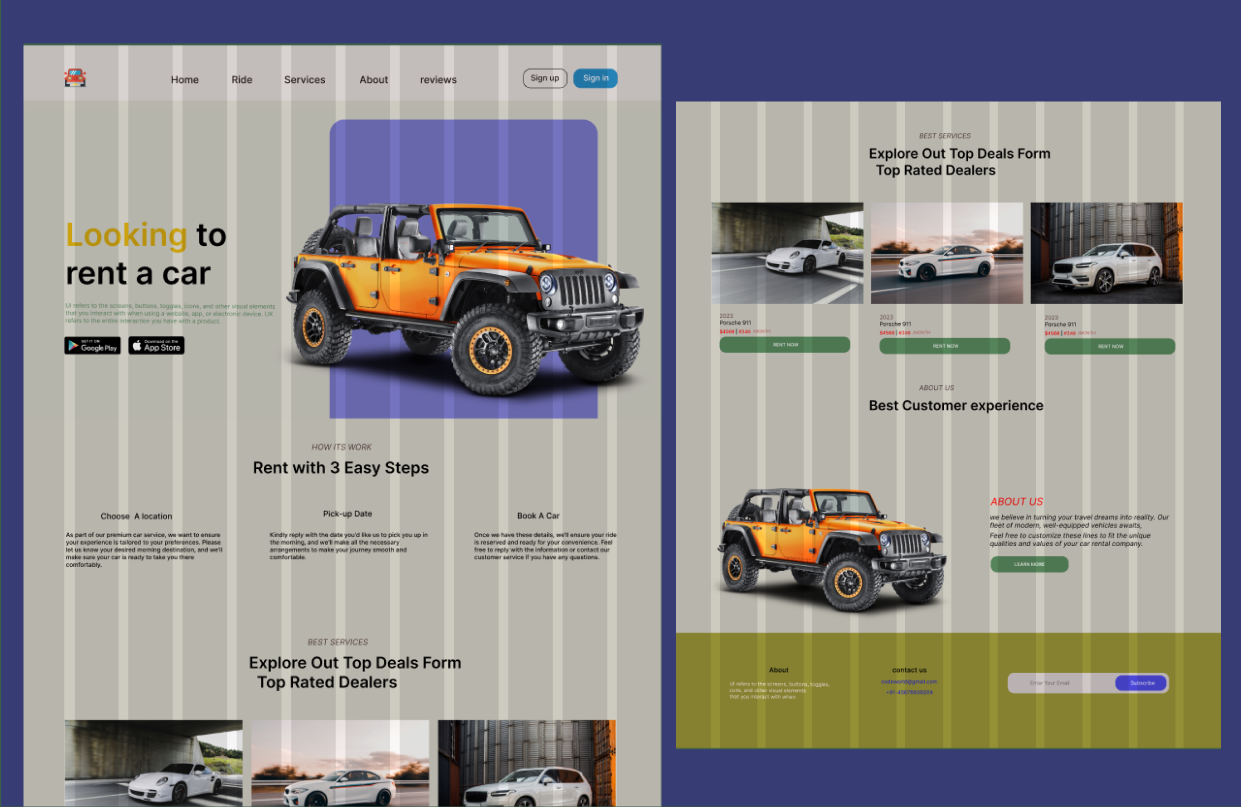 Home Ride Services About reviews Sign up Sign in
Looking to
rent a car
UI refers to the screens, buttons, toggles, icons, and other visual elements
that you interact with when using a website, app, or electronic device. UX
refers to the entire interaction you have with a product.
GET IT ON
Google Play
Download on the
App Store
HOW ITS WORK
Rent with 3 Easy Steps
Choose A location
As part of our premium car service, we want to ensure
your experience is tailored to your preferences. Please
let us know your desired morning destination, and we'll
make sure your car is ready to take you there
comfortably.
Pick-up Date
Kindly reply with the date you'd like us to pick you up in
the morning, and we'll make all the necessary
arrangements to make your journey smooth and
comfortable.
Book A Car
Once we have these details, we'll ensure your ride
is reserved and ready for your convenience. Feel
free to reply with the information or contact our
customer service if you have any questions.
BEST SERVICES
Explore Out Top Deals Form
Top Rated Dealers
BEST SERVICES
Explore Out Top Deals Form
Top Rated Dealers
2023
Porsche 911
/MONTH
RENT NOW
2023
Porsche 911
/MONTH
RENT NOW
2023
Porsche 911
/MONTH
RENT NOW
ABOUT US
Best Customer experience
ABOUT US
we believe in turning your travel dreams into reality. Our
fleet of modern, well-equipped vehicles awaits,
Feel free to customize these lines to fit the unique
qualities and values of your car rental company.
LEARN MORE
About
UI refers to the screens, buttons, toggles,
icons, and other visual elements
that you interact with when
contact us
codeworld@gmail.com
Enter Your Email
Subscribe